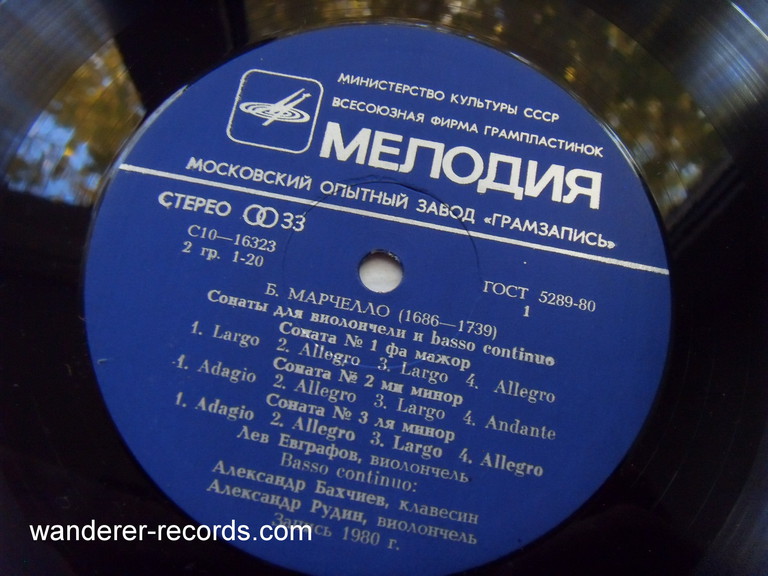 МИНИСТЕРСТВО КУЛЬТУРЫ СССР
ВСЕСОЮЗНАЯ ФИРМА ГРАМПЛАСТИНОК
МЕЛОДИЯ
МОСКОВСКИЙ ОПЫТНЫЙ ЗАВОД «ГРАМЗАПИСЬ»
СТЕРЕО 33
С10—16323
2 гр. 1-20
ГОСТ 5289-80
1
Б. МАРЧЕЛЛО (1686—1739)
Сонаты для виолончели и basso continuo
Соната № 1 фа мажор
1. Largo 2. Allegro 3. Largo 4. Allegro
Соната № 2 ми минор
1. Adagio 2. Allegro 3. Largo 4. Andante
Соната № 3 ля минор
1. Adagio 2. Allegro 3. Largo 4. Allegro
Лев Евграфов, виолончель
Basso continuo:
Александр Бахчиев, клавесин
Александр Рудин, виолончель
Запись 1980 г.
wanderer-records.com